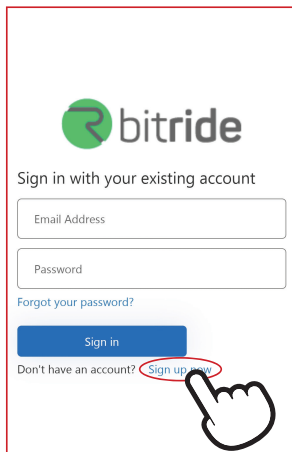 bitride
Sign in with your existing account
Email Address
Password
Forgot your password?
Sign in
Don't have an account? Sign up now